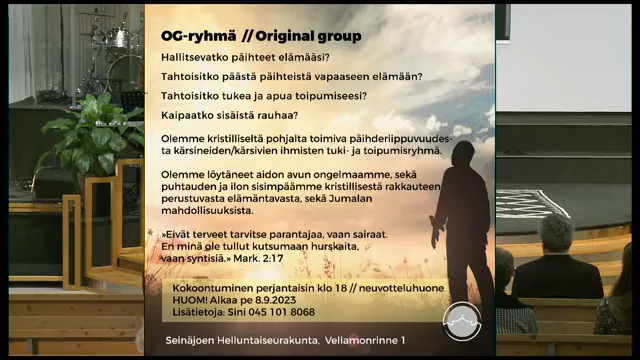 OG-ryhmä // Original group
Hallitsevatko päihteet elämääsi?
Tahtoisitko päästä päihteistä vapaaseen elämään?
Tahtoisitko tukea ja apua toipumiseesi?
Kaipaatko sisäistä rauhaa?
Olemme kristilliseltä pohjalta toimiva päihderiippuvuudes-
ta kärsineiden/kärsivien ihmisten tuki- ja toipumisryhmä.
Olemme löytäneet aidon avun ongelmaamme, sekä
puhtauden ja ilon sisimpäämme kristillisestä rakkauteen
perustuvasta elämäntavasta, sekä Jumalan
mahdollisuuksista.
»Eivät terveet tarvitse parantajaa, vaan sairaat.
En minä ole tullut kutsumaan hurskaita,
vaan syntisiä.» Mark. 2:17
Kokoontuminen perjantaisin klo 18 // neuvotteluhuone
HUOM! Alkaa pe 8.9.2023
Lisätietoja: Sini 045 101 8068
Seinäjoen Helluntaiseurakunta, Vellamonrinne 1